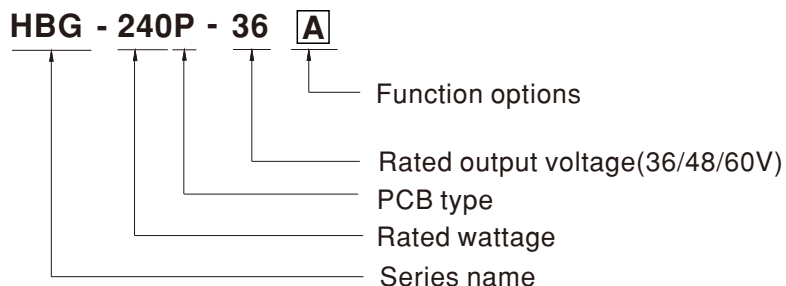 HBG - 240P - 36 A
Function options
Rated output voltage(36/48/60V)
PCB type
Rated wattage
Series name